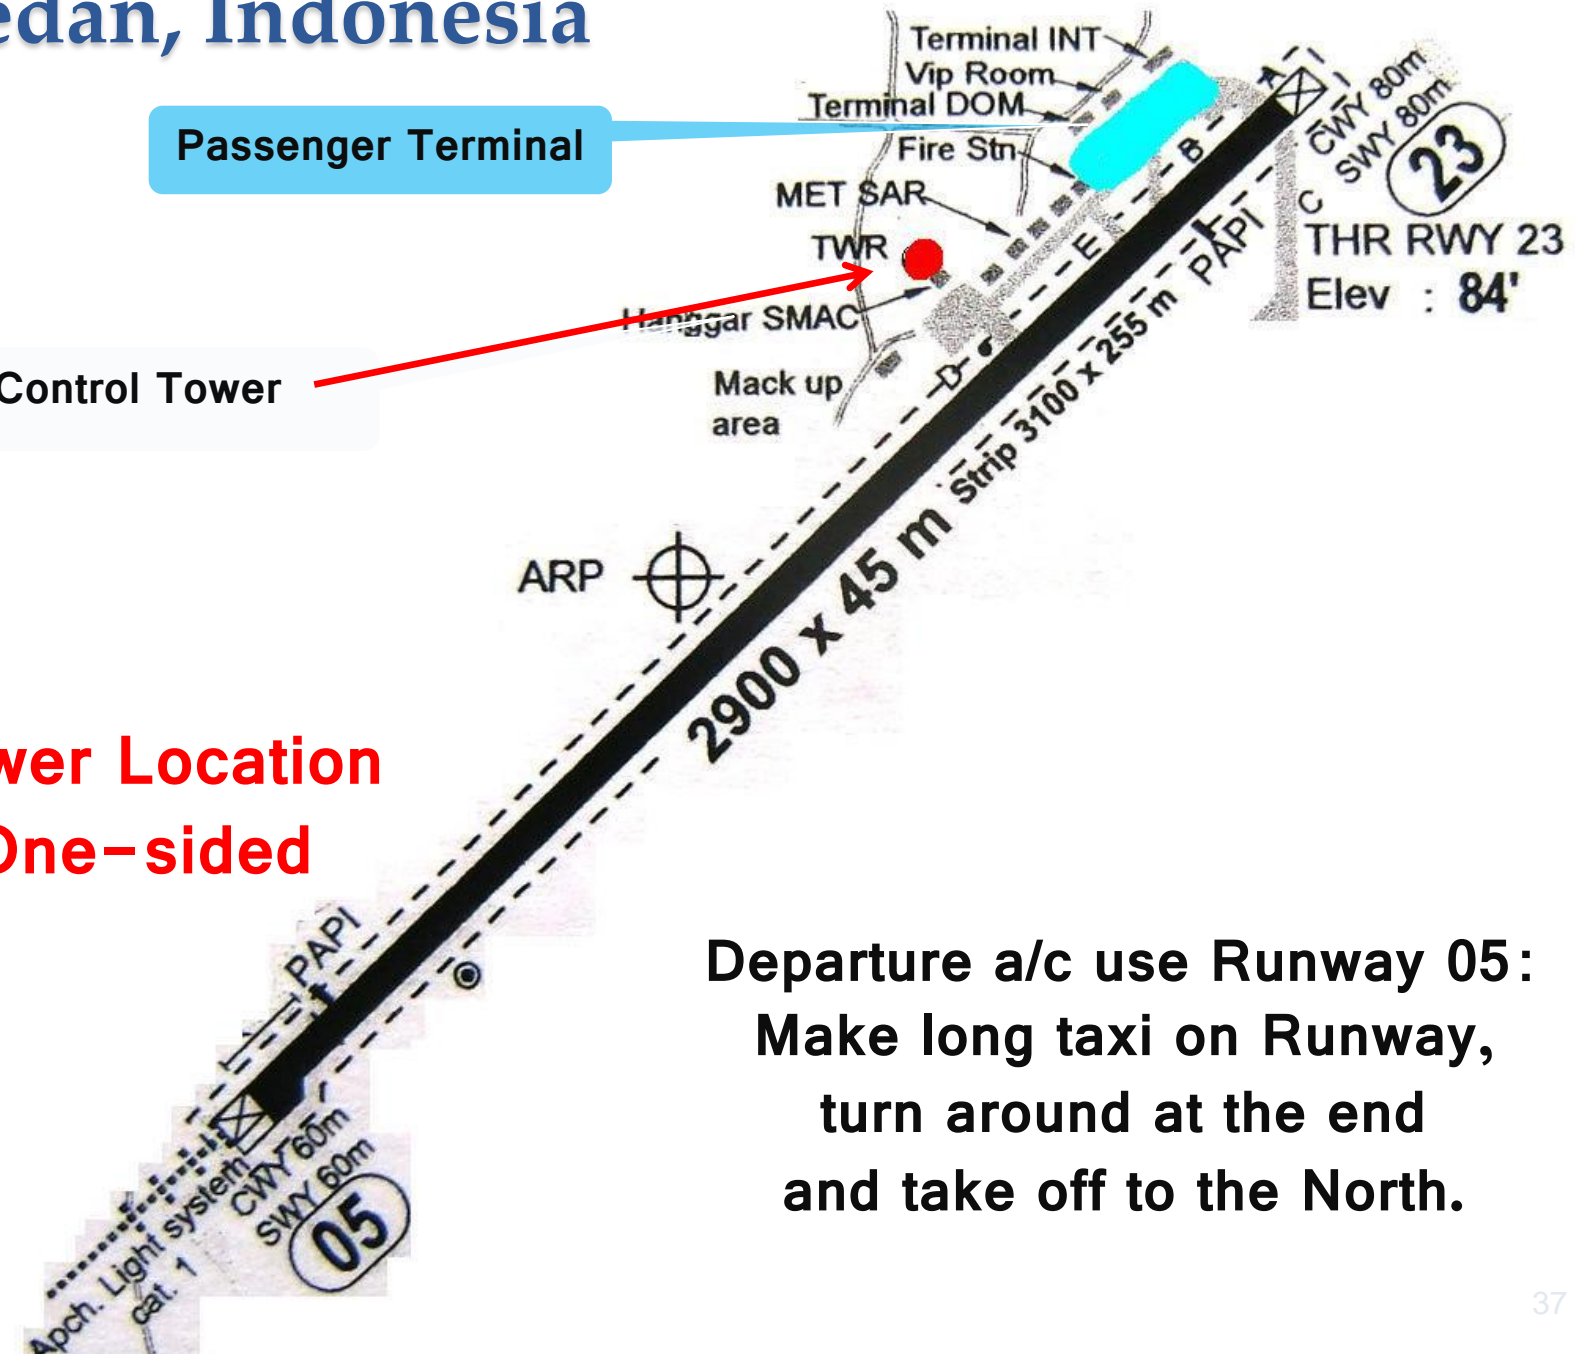 edan, Indonesia
Passenger Terminal
Terminal INT
Vip Room
Terminal DOM
Fire Stn
MET SAR
TWR
Hanggar SMAC
Mack up
area
Control Tower
A
B
C
D
E
CWY 80m
SWY 80m
23
THR RWY 23
Elev : 84'
PAPI
Strip 3100 x 255 m
2900 x 45 m
ARP
wer Location
One-sided
PAPI
Departure a/c use Runway 05:
Make long taxi on Runway,
turn around at the end
and take off to the North.
CWY 60m
SWY 60m
05
Apch. Light system
cat. 1
37